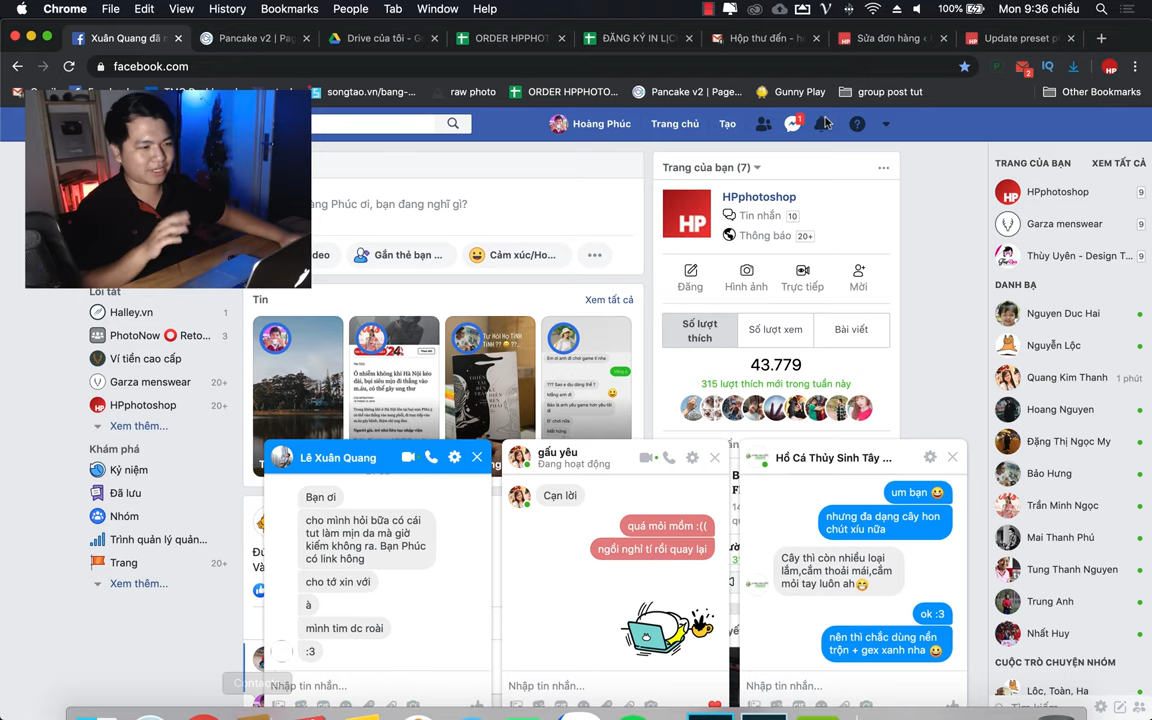 Chrome File Edit View History Bookmarks People Tab Window Help
100% Mon 9:36 chiều
Xuân Quang đã n
Pancake v2 | Pag
Drive của tôi - G
ORDER HPPHOT
ĐĂNG KÝ IN LỊC
Hộp thư đến - h
Sửa đơn hàng ‹
Update preset p
facebook.com
songtao.vn/bang-...
raw photo
ORDER HPPHOTO...
Pancake v2 | Page...
Gunny Play
group post tut
Other Bookmarks
Hoàng Phúc
Trang chủ
Tạo
1
ng Phúc ơi, bạn đang nghĩ gì?
deo
Gắn thẻ bạn ...
Cảm xúc/Ho...
Tin
Xem tất cả
Lối tắt
Halley.vn 1
PhotoNow ⭕ Reto... 3
Ví tiền cao cấp
Garza menswear 20+
HPphotoshop 20+
Xem thêm...
Khám phá
Kỷ niệm
Đã lưu
Nhóm
Trình quản lý quản...
Trang 20+
Xem thêm...
Trang của bạn (7)
HP
HPphotoshop
Tin nhắn 10
Thông báo 20+
Đăng
Hình ảnh
Trực tiếp
Mời
Số lượt thích
Số lượt xem
Bài viết
43.779
315 lượt thích mới trong tuần này
TRANG CỦA BẠN XEM TẤT CẢ
HPphotoshop 9
Garza menswear 9
Thùy Uyên - Design T... 9
DANH BẠ
Nguyen Duc Hai
Nguyễn Lộc
Quang Kim Thanh 1 phút
Hoang Nguyen
Đặng Thị Ngọc My
Bảo Hưng
Trần Minh Ngọc
Mai Thanh Phú
Tung Thanh Nguyen
Trung Anh
Nhất Huy
CUỘC TRÒ CHUYỆN NHÓM
Lộc, Toàn, Ha
Lê Xuân Quang
Bạn ơi
cho mình hỏi bữa có cái
tut làm mịn da mà giờ
kiếm không ra. Bạn Phúc
có link hông
cho tớ xin với
à
mình tim dc roài
:3
Nhập tin nhắn...
gấu yêu
Đang hoạt động
Cạn lời
quá mỏi mồm :((
ngồi nghỉ tí rồi quay lại
Nhập tin nhắn...
Hồ Cá Thủy Sinh Tây ...
um bạn 😀
nhưng đa dạng cây hon
chút xíu nữa
Cây thì còn nhiều loại
lắm,cắm thoải mái,cắm
mỏi tay luôn ah😁
ok :3
nên thì chắc dùng nền
trộn + gex xanh nha 😀
Nhập tin nhắn...